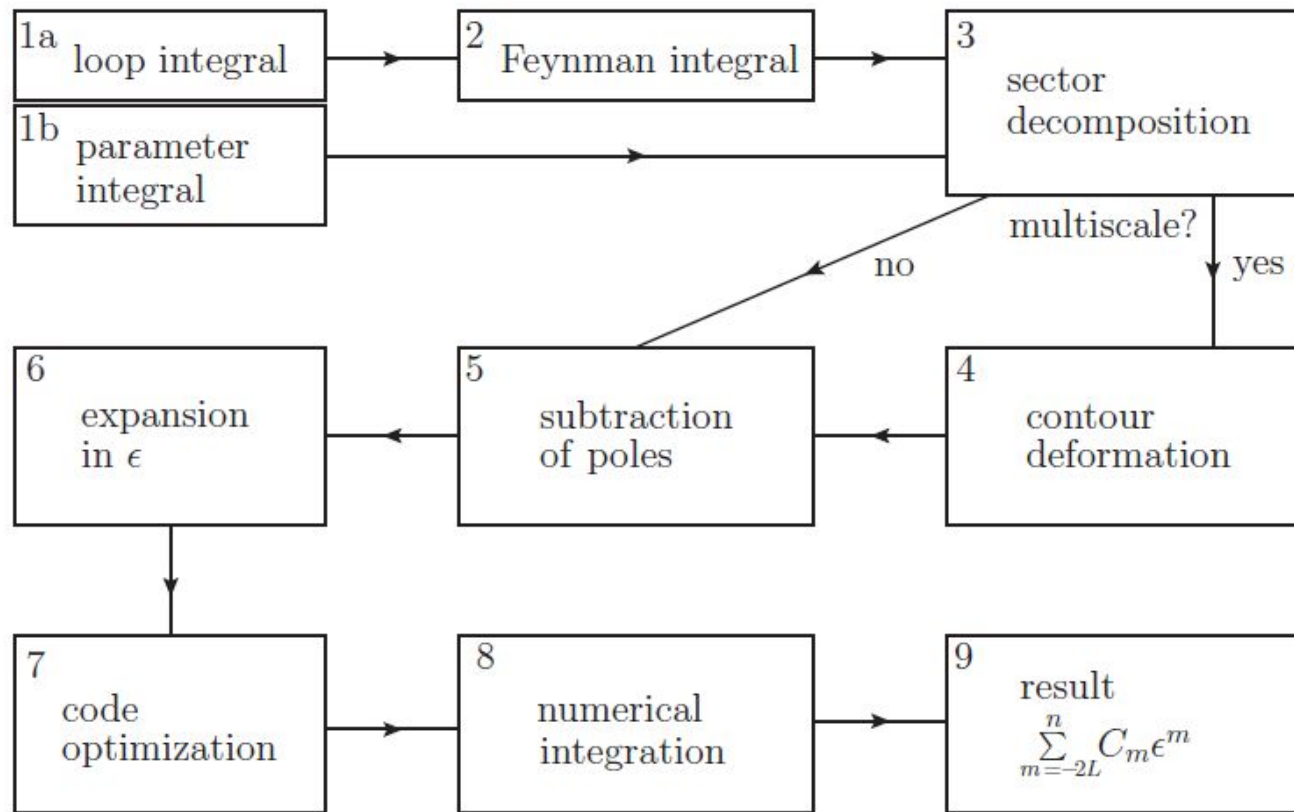 1a
loop integral
2
Feynman integral
3
sector
decomposition
1b
parameter
integral
multiscale?
no
yes
6
expansion
in ϵ
5
subtraction
of poles
4
contour
deformation
7
code
optimization
8
numerical
integration
9
result
n
∑ C_m ϵ^m
m=-2L